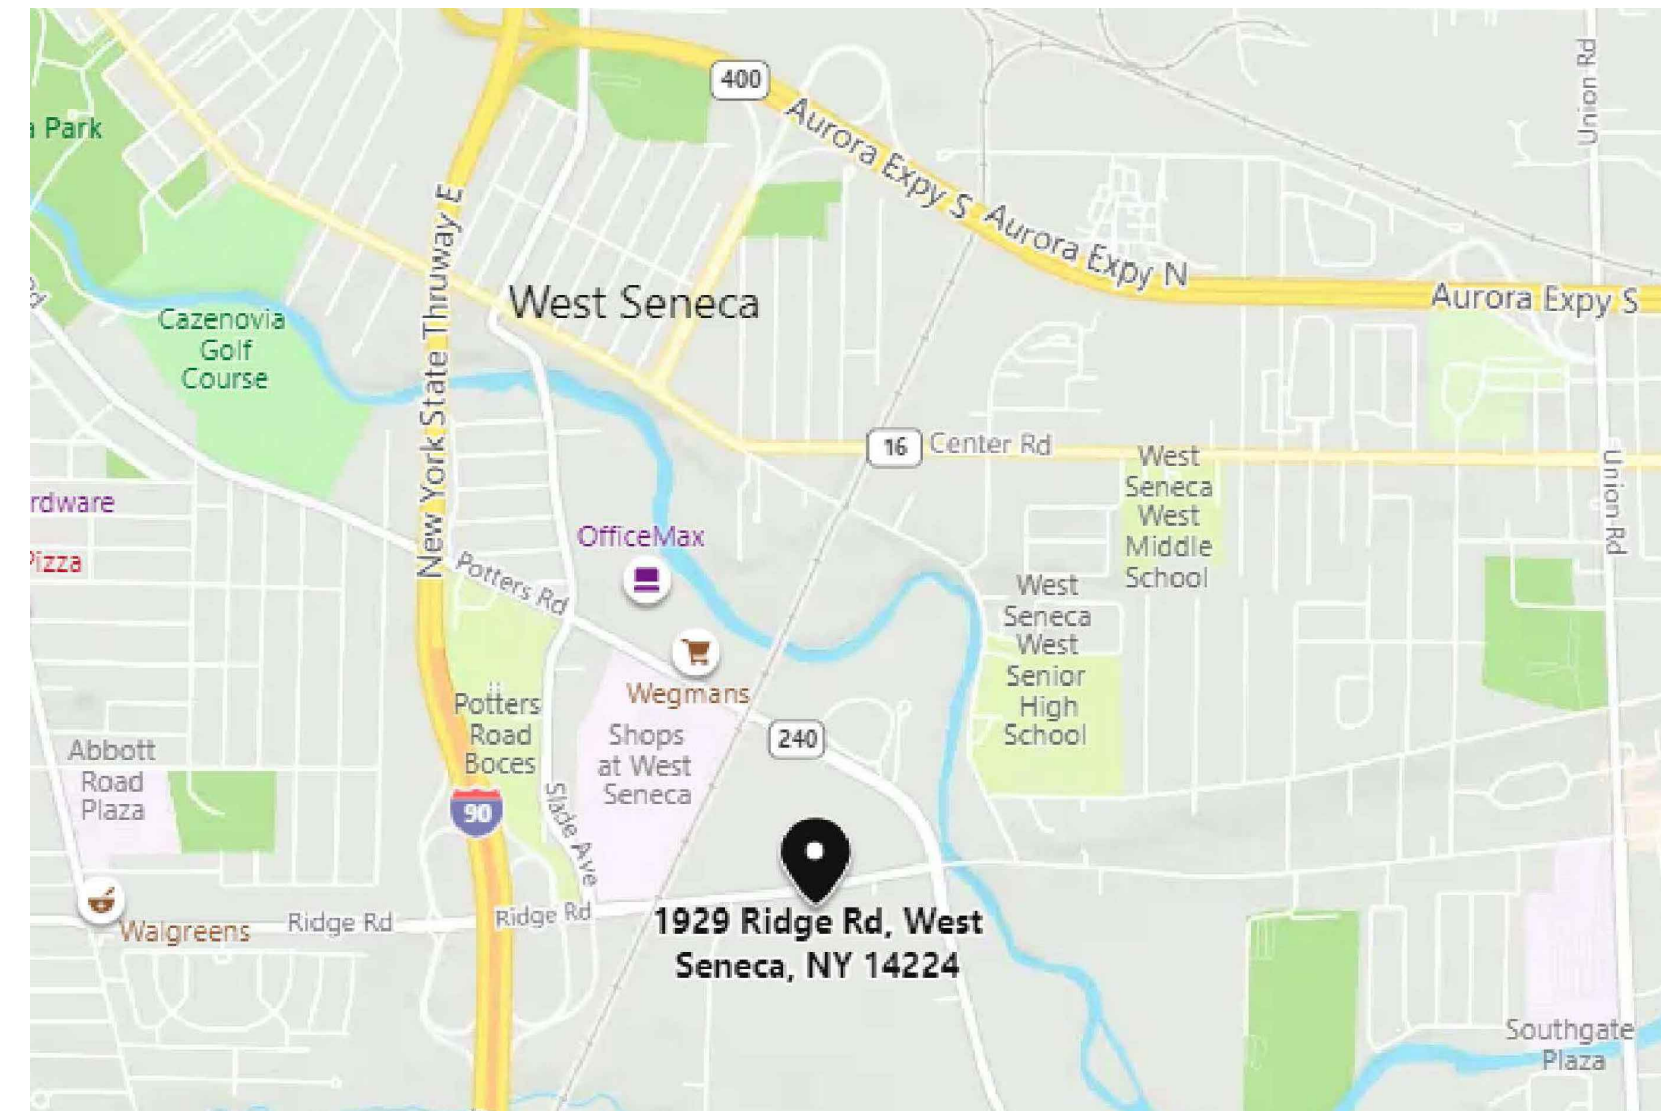 400
Union Rd
Park
Aurora Expy S
Aurora Expy N
Aurora Expy S
New York State Thruway E
West Seneca
Rd
Cazenovia
Golf
Course
16
Center Rd
West
Seneca
West
Middle
School
Union Rd
OfficeMax
Potters Rd
West
Seneca
West
Senior
High
School
Wegmans
Potters
Road
Boces
Shops
at West
Seneca
240
Abbott
Road
Plaza
90
Slade Ave
Walgreens
Ridge Rd
Ridge Rd
1929 Ridge Rd, West
Seneca, NY 14224
Southgate
Plaza